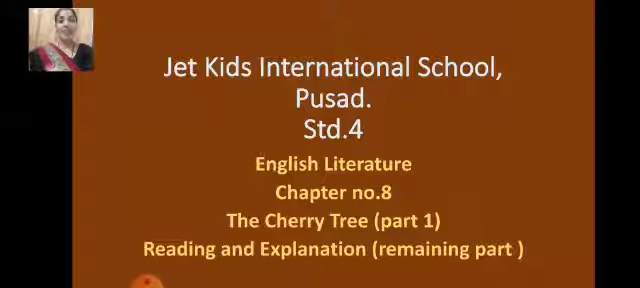 Jet Kids International School,
Pusad.
Std.4
English Literature
Chapter no.8
The Cherry Tree (part 1)
Reading and Explanation (remaining part )